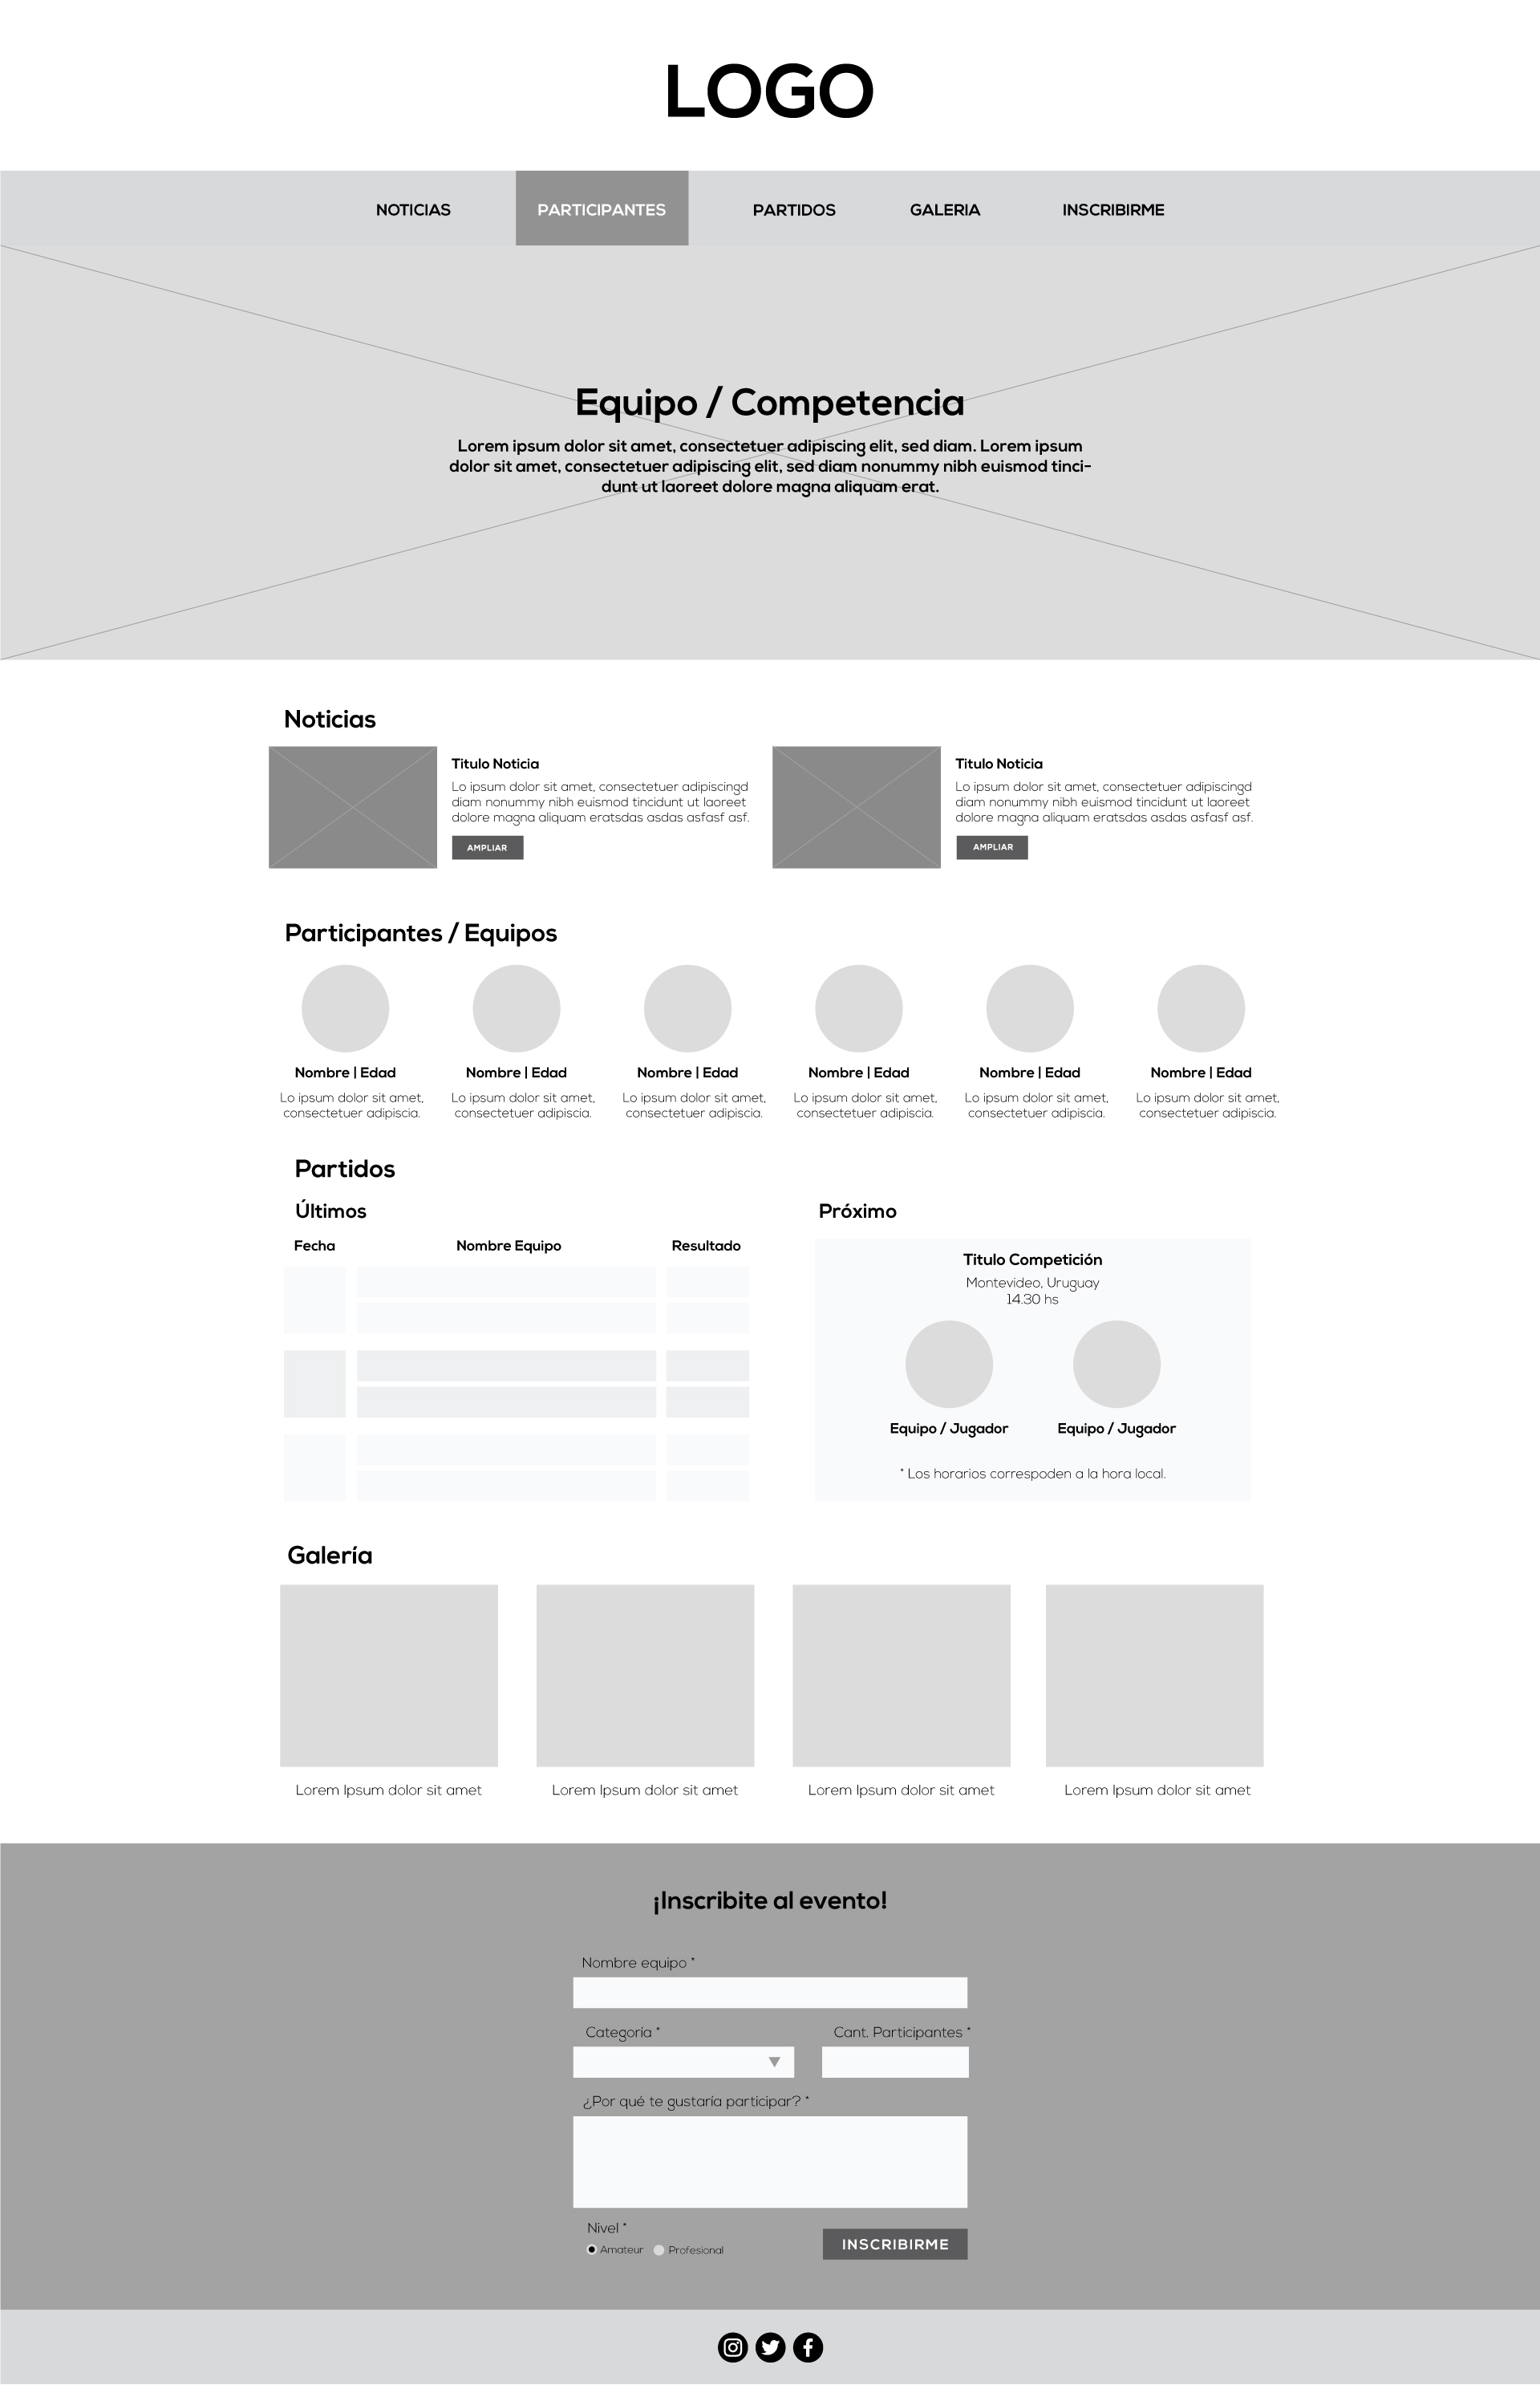 LOGO
NOTICIAS PARTICIPANTES PARTIDOS GALERIA INSCRIBIRME
Equipo / Competencia
Lorem ipsum dolor sit amet, consectetuer adipiscing elit, sed diam. Lorem ipsum
dolor sit amet, consectetuer adipiscing elit, sed diam nonummy nibh euismod tinci-
dunt ut laoreet dolore magna aliquam erat.
Noticias
Titulo Noticia
Lo ipsum dolor sit amet, consectetuer adipiscingd
diam nonummy nibh euismod tincidunt ut laoreet
dolore magna aliquam eratsdas asdas asfasf asf.
AMPLIAR
Titulo Noticia
Lo ipsum dolor sit amet, consectetuer adipiscingd
diam nonummy nibh euismod tincidunt ut laoreet
dolore magna aliquam eratsdas asdas asfasf asf.
AMPLIAR
Participantes / Equipos
Nombre | Edad
Lo ipsum dolor sit amet,
consectetuer adipiscia.
Nombre | Edad
Lo ipsum dolor sit amet,
consectetuer adipiscia.
Nombre | Edad
Lo ipsum dolor sit amet,
consectetuer adipiscia.
Nombre | Edad
Lo ipsum dolor sit amet,
consectetuer adipiscia.
Nombre | Edad
Lo ipsum dolor sit amet,
consectetuer adipiscia.
Nombre | Edad
Lo ipsum dolor sit amet,
consectetuer adipiscia.
Partidos
Últimos
Fecha Nombre Equipo Resultado
Próximo
Titulo Competición
Montevideo, Uruguay
14.30 hs
Equipo / Jugador Equipo / Jugador
* Los horarios correspoden a la hora local.
Galería
Lorem Ipsum dolor sit amet
Lorem Ipsum dolor sit amet
Lorem Ipsum dolor sit amet
Lorem Ipsum dolor sit amet
¡Inscribite al evento!
Nombre equipo *
Categoría * Cant. Participantes *
¿Por qué te gustaría participar? *
Nivel *
Amateur Profesional
INSCRIBIRME